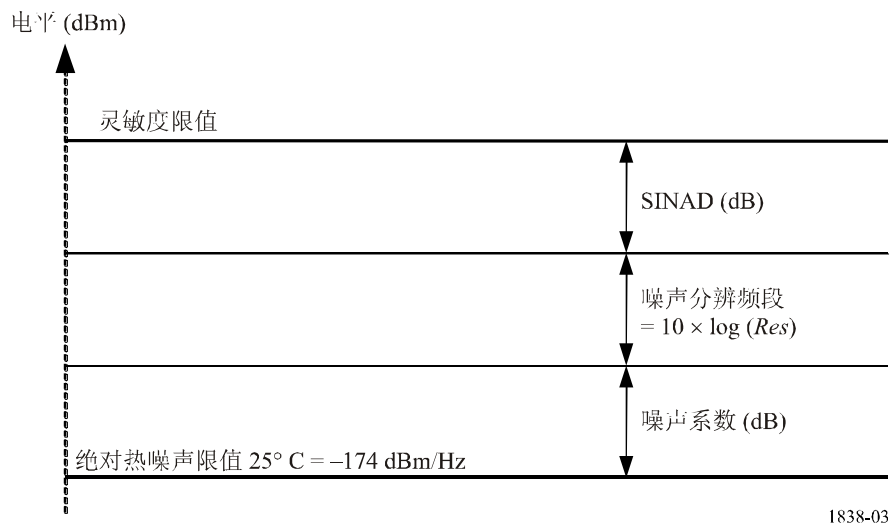 电平 (dBm)
灵敏度限值
SINAD (dB)
噪声分辨频段
= 10 × log (Res)
噪声系数 (dB)
绝对热噪声限值 25° C = –174 dBm/Hz
1838-03